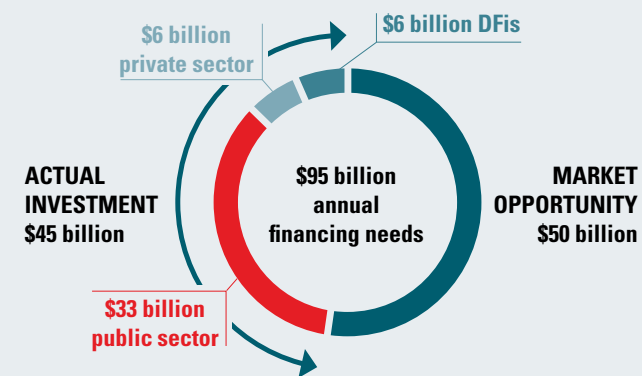 $6 billion
private sector
$6 billion DFis
ACTUAL
INVESTMENT
$45 billion
$95 billion
annual
financing needs
MARKET
OPPORTUNITY
$50 billion
$33 billion
public sector